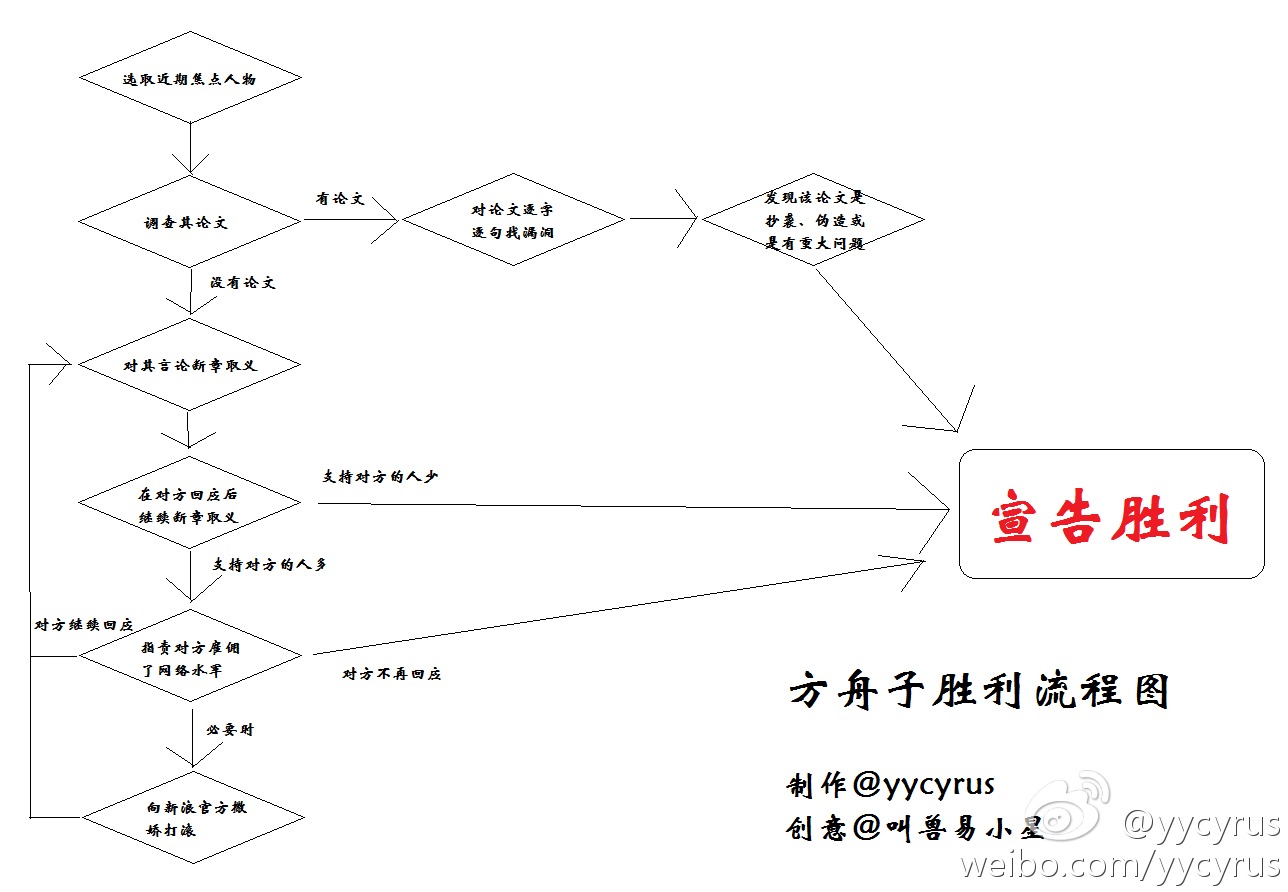 选取近期焦点人物
调查其论文
有论文
对论文逐字
逐句找漏洞
发现该论文是
抄袭、伪造或
是有重大问题
没有论文
对其言论断章取义
在对方回应后
继续断章取义
支持对方的人少
宣告胜利
支持对方的人多
对方继续回应
指责对方雇佣
了网络水军
对方不再回应
必要时
向新浪官方撒
娇打滚
方舟子胜利流程图
制作@yycyrus
创意@叫兽易小星
@yycyrus
weibo.com/yycyrus